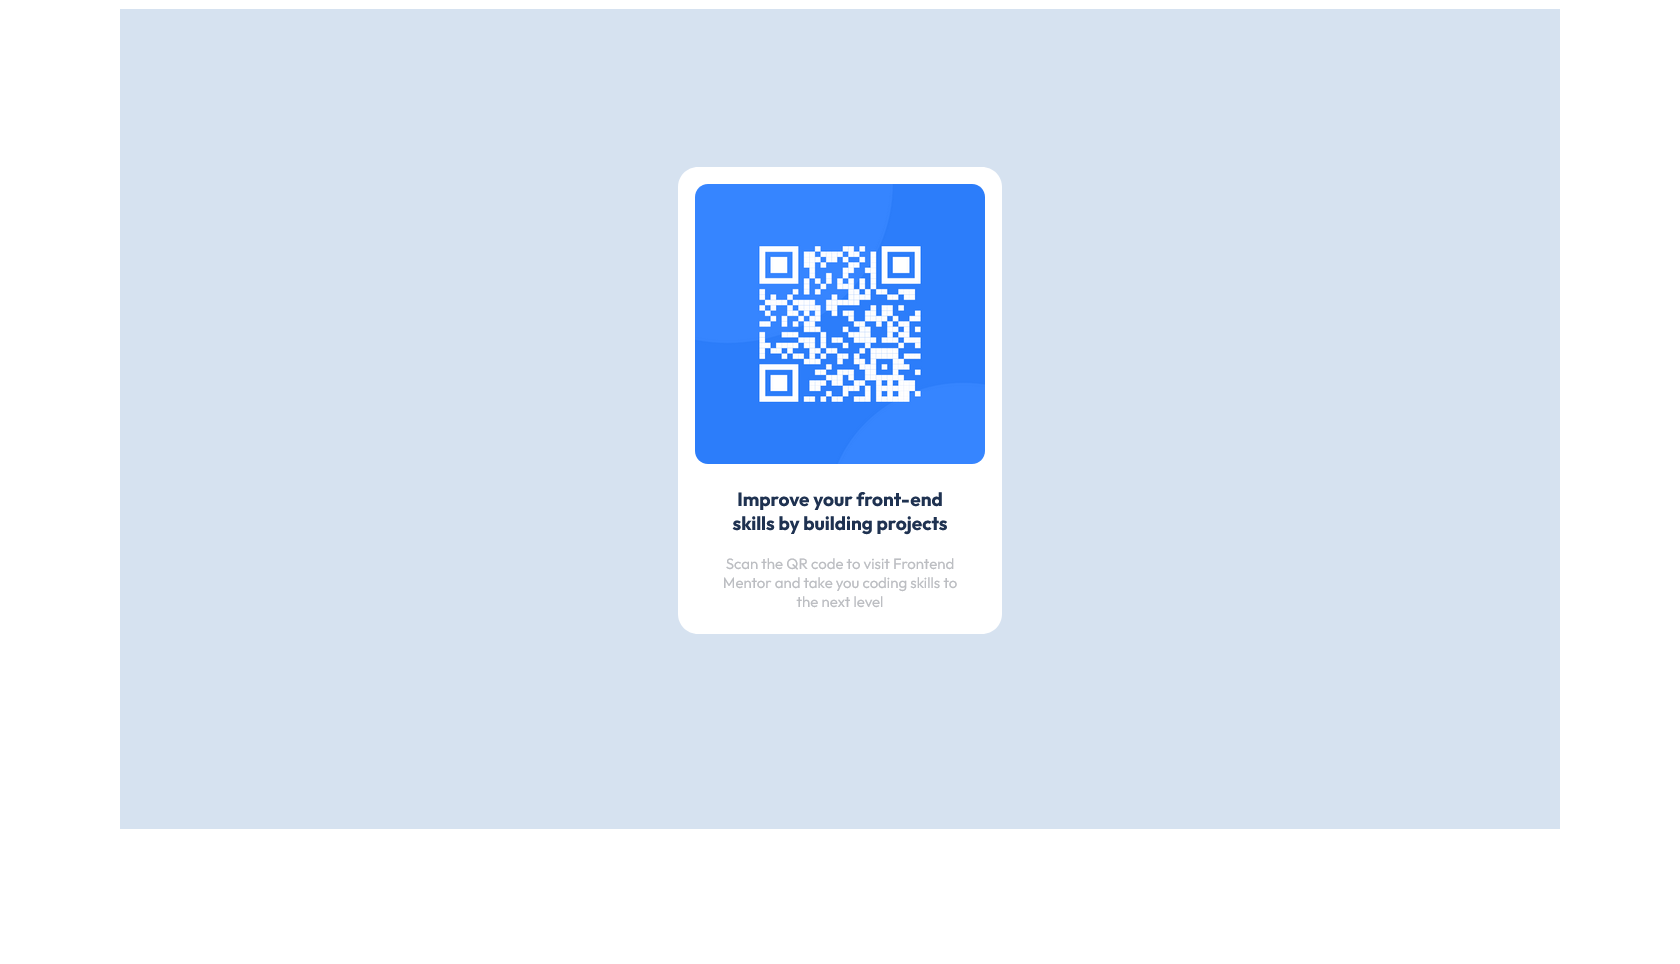 Improve your front-end
skills by building projects
Scan the QR code to visit Frontend
Mentor and take you coding skills to
the next level